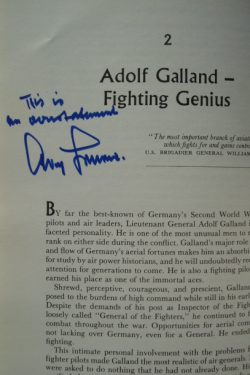 2
Adolf Galland –
Fighting Genius
This is
an overstatement
"The most important branch of aviat
which fights for and gains contro
U.S. BRIGADIER GENERAL WILLIAM
BY far the best-known of Germany's Second World W
pilots and air leaders, Lieutenant General Adolf Galland i
faceted personality. He is one of the most unusual men to r
rank on either side during the conflict. Galland's major role
and flow of Germany's aerial fortunes makes him an absorbi
for study by air power historians, and he will undoubtedly rec
attention for generations to come. He is also a fighting pilo
earned his place as one of the immortal aces.
Shrewd, perceptive, courageous, and prescient, Galland
posed to the burdens of high command while still in his earl
Despite the demands of his post as Inspector of the Figh
loosely called "General of the Fighters," he continued to f
combat throughout the war. Opportunities for aerial com
not lacking over Germany, even for a General. He ended
fighting.
This intimate personal involvement with the problems f
fighter pilots made Galland the most realistic of air generals.
were asked to do nothing that he had not already done.